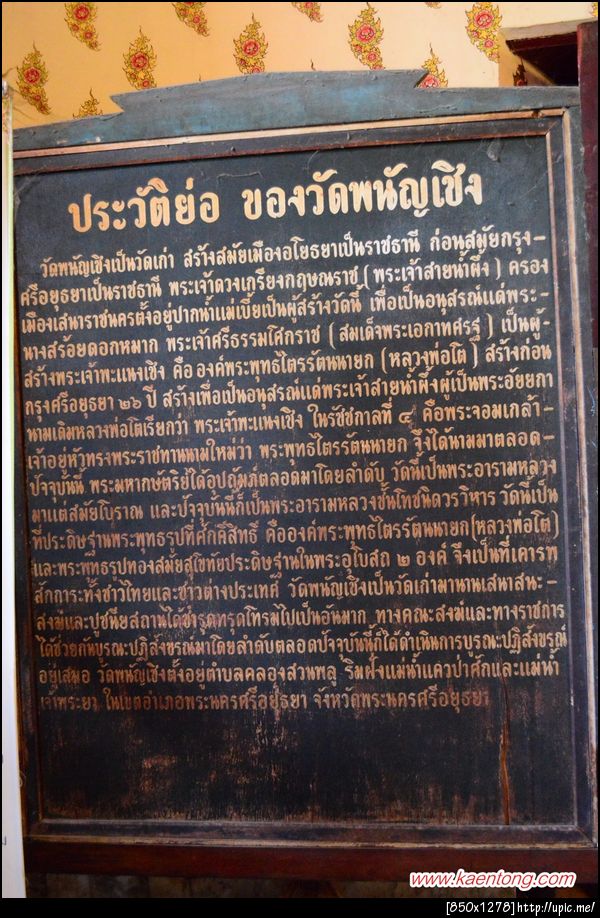 ประวัติย่อ ของวัดพนัญเชิง
วัดพนัญเชิงเป็นวัดเก่า สร้างสมัยเมืองอโยธยาเป็นราชธานี ก่อนสมัยกรุง-
ศรีอยุธยาเป็นราชธานี พระเจ้าดวงเกรียงกฤษณราช (พระเจ้าสายน้ำผึ้ง) ครอง
เมืองเสนาราชนครตั้งอยู่ปากน้ำแม่เบี้ยเป็นผู้สร้างวัดนี้ เพื่อเป็นอนุสรณ์แด่พระ-
นางสร้อยดอกหมาก พระเจ้าศรีธรรมโศกราช (สมเด็จพระเอกาทศรฐ) เป็นผู้-
สร้างพระเจ้าพะแนงเชิง คือ องค์พระพุทธไตรรัตนนายก (หลวงพ่อโต) สร้างก่อน
กรุงศรีอยุธยา ๒๖ ปี สร้างเพื่อเป็นอนุสรณ์แด่พระเจ้าสายน้ำผึ้งผู้เป็นพระอัยยกา
นามเดิมหลวงพ่อโตเรียกว่า พระเจ้าพะแนงเชิง ในรัชกาลที่ ๔ คือพระจอมเกล้า-
เจ้าอยู่หัวทรงพระราชทานนามใหม่ว่า พระพุทธไตรรัตนนายก จึงได้นามมาตลอด-
ปัจจุบันนี้ พระมหากษัตริย์ได้อุปถัมภ์ตลอดมาโดยลำดับ วัดนี้เป็นพระอารามหลวง
มาแต่สมัยโบราณ และปัจจุบันนี้ก็เป็นพระอารามหลวงชั้นโทชนิดวรวิหาร วัดนี้เป็น
ที่ประดิษฐานพระพุทธรูปที่ศักดิ์สิทธิ์ คือองค์พระพุทธไตรรัตนนายก(หลวงพ่อโต)
และพระพุทธรูปทองสมัยสุโขทัยประดิษฐานในพระอุโบสถ ๒ องค์ จึงเป็นที่เคารพ
สักการะทั้งชาวไทยและชาวต่างประเทศ วัดพนัญเชิงเป็นวัดเก่ามานานเสนาสนะ-
สงฆ์และปูชนียสถานได้ชำรุดทรุดโทรมไปเป็นอันมาก ทางคณะสงฆ์และทางราชการ
ได้ช่วยกันบูรณะปฏิสังขรณ์มาโดยลำดับตลอดปัจจุบันนี้ก็ได้ดำเนินการบูรณะปฏิสังขรณ์
อยู่เสมอ วัดพนัญเชิงตั้งอยู่ตำบลคลองสวนพลู ริมฝั่งแม่น้ำแควป่าศักและแม่น้ำ
เจ้าพระยา ในเขตอำเภอพระนครศรีอยุธยา จังหวัดพระนครศรีอยุธยา
www.kaentong.com
[850x1278]http://upic.me/